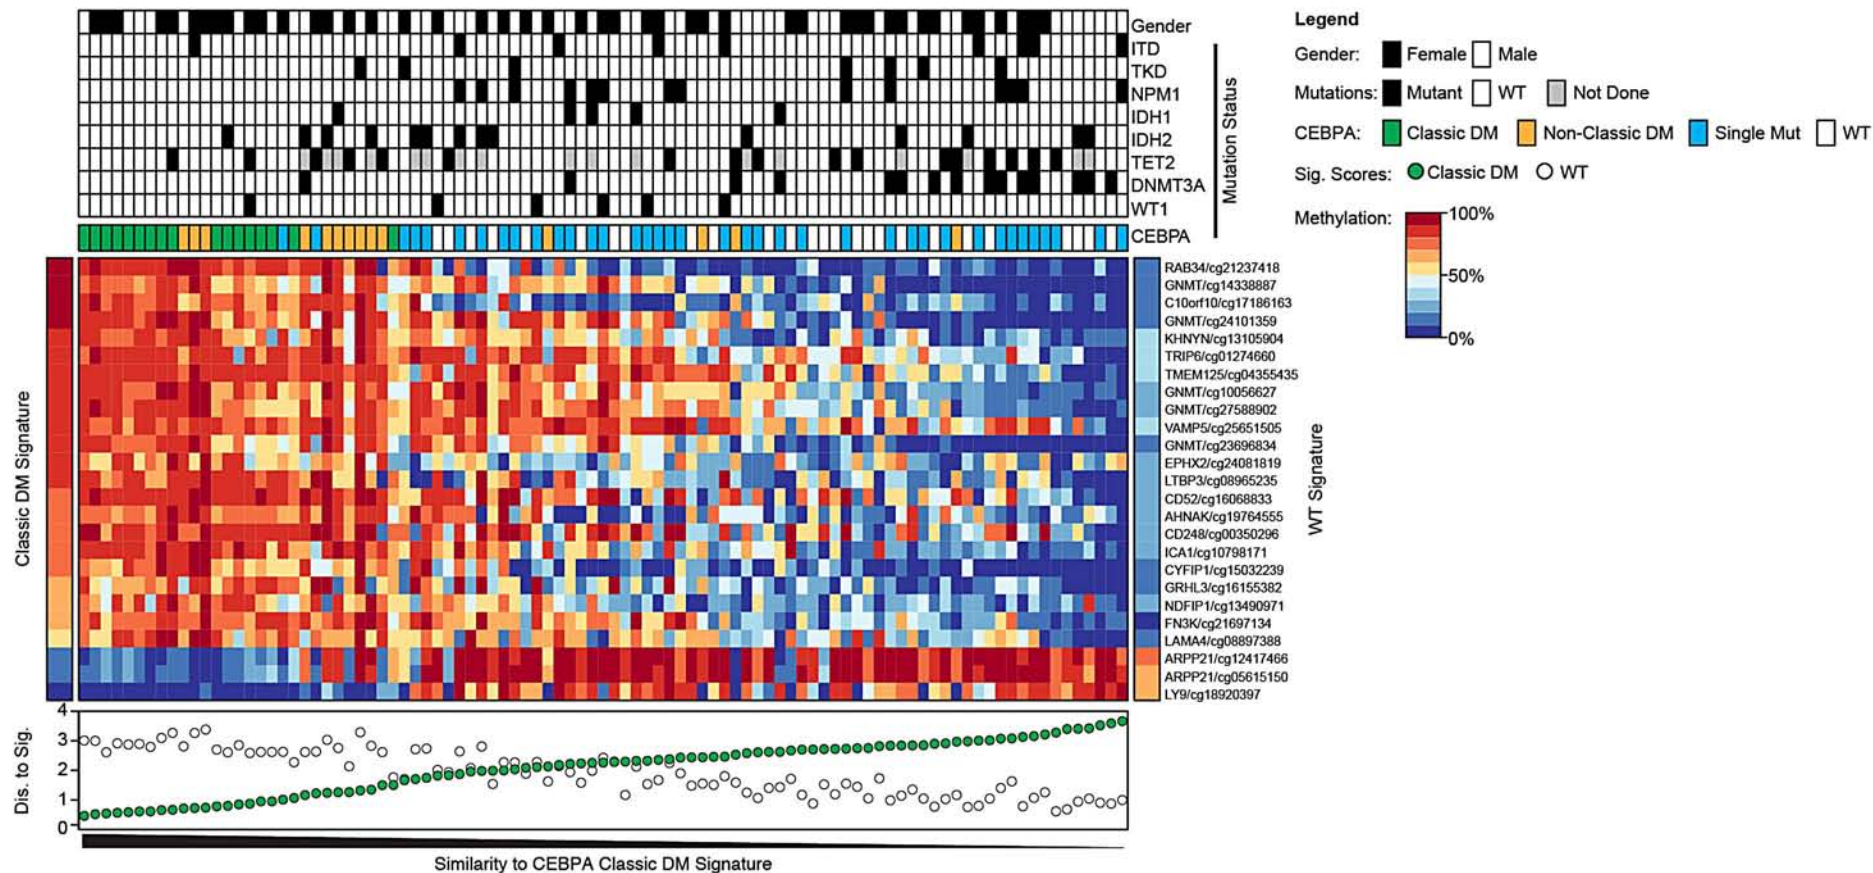 Gender
ITD
TKD
NPM1
IDH1
IDH2
TET2
DNMT3A
WT1
CEBPA
Mutation Status
Legend
Gender: Female Male
Mutations: Mutant WT Not Done
CEBPA: Classic DM Non-Classic DM Single Mut WT
Sig. Scores: Classic DM WT
Methylation: 100%
50%
0%
Classic DM Signature
RAB34/cg21237418
GNMT/cg14338887
C10orf10/cg17186163
GNMT/cg24101359
KHNYN/cg13105904
TRIP6/cg01274660
TMEM125/cg04355435
GNMT/cg10056627
GNMT/cg27588902
VAMP5/cg25651505
GNMT/cg23696834
EPHX2/cg24081819
LTBP3/cg08965235
CD52/cg16068833
AHNAK/cg19764555
CD248/cg00350296
ICA1/cg10798171
CYFIP1/cg15032239
GRHL3/cg16155382
NDFIP1/cg13490971
FN3K/cg21697134
LAMA4/cg08897388
ARPP21/cg12417466
ARPP21/cg05615150
LY9/cg18920397
WT Signature
Dis. to Sig.
4
3
2
1
0
Similarity to CEBPA Classic DM Signature